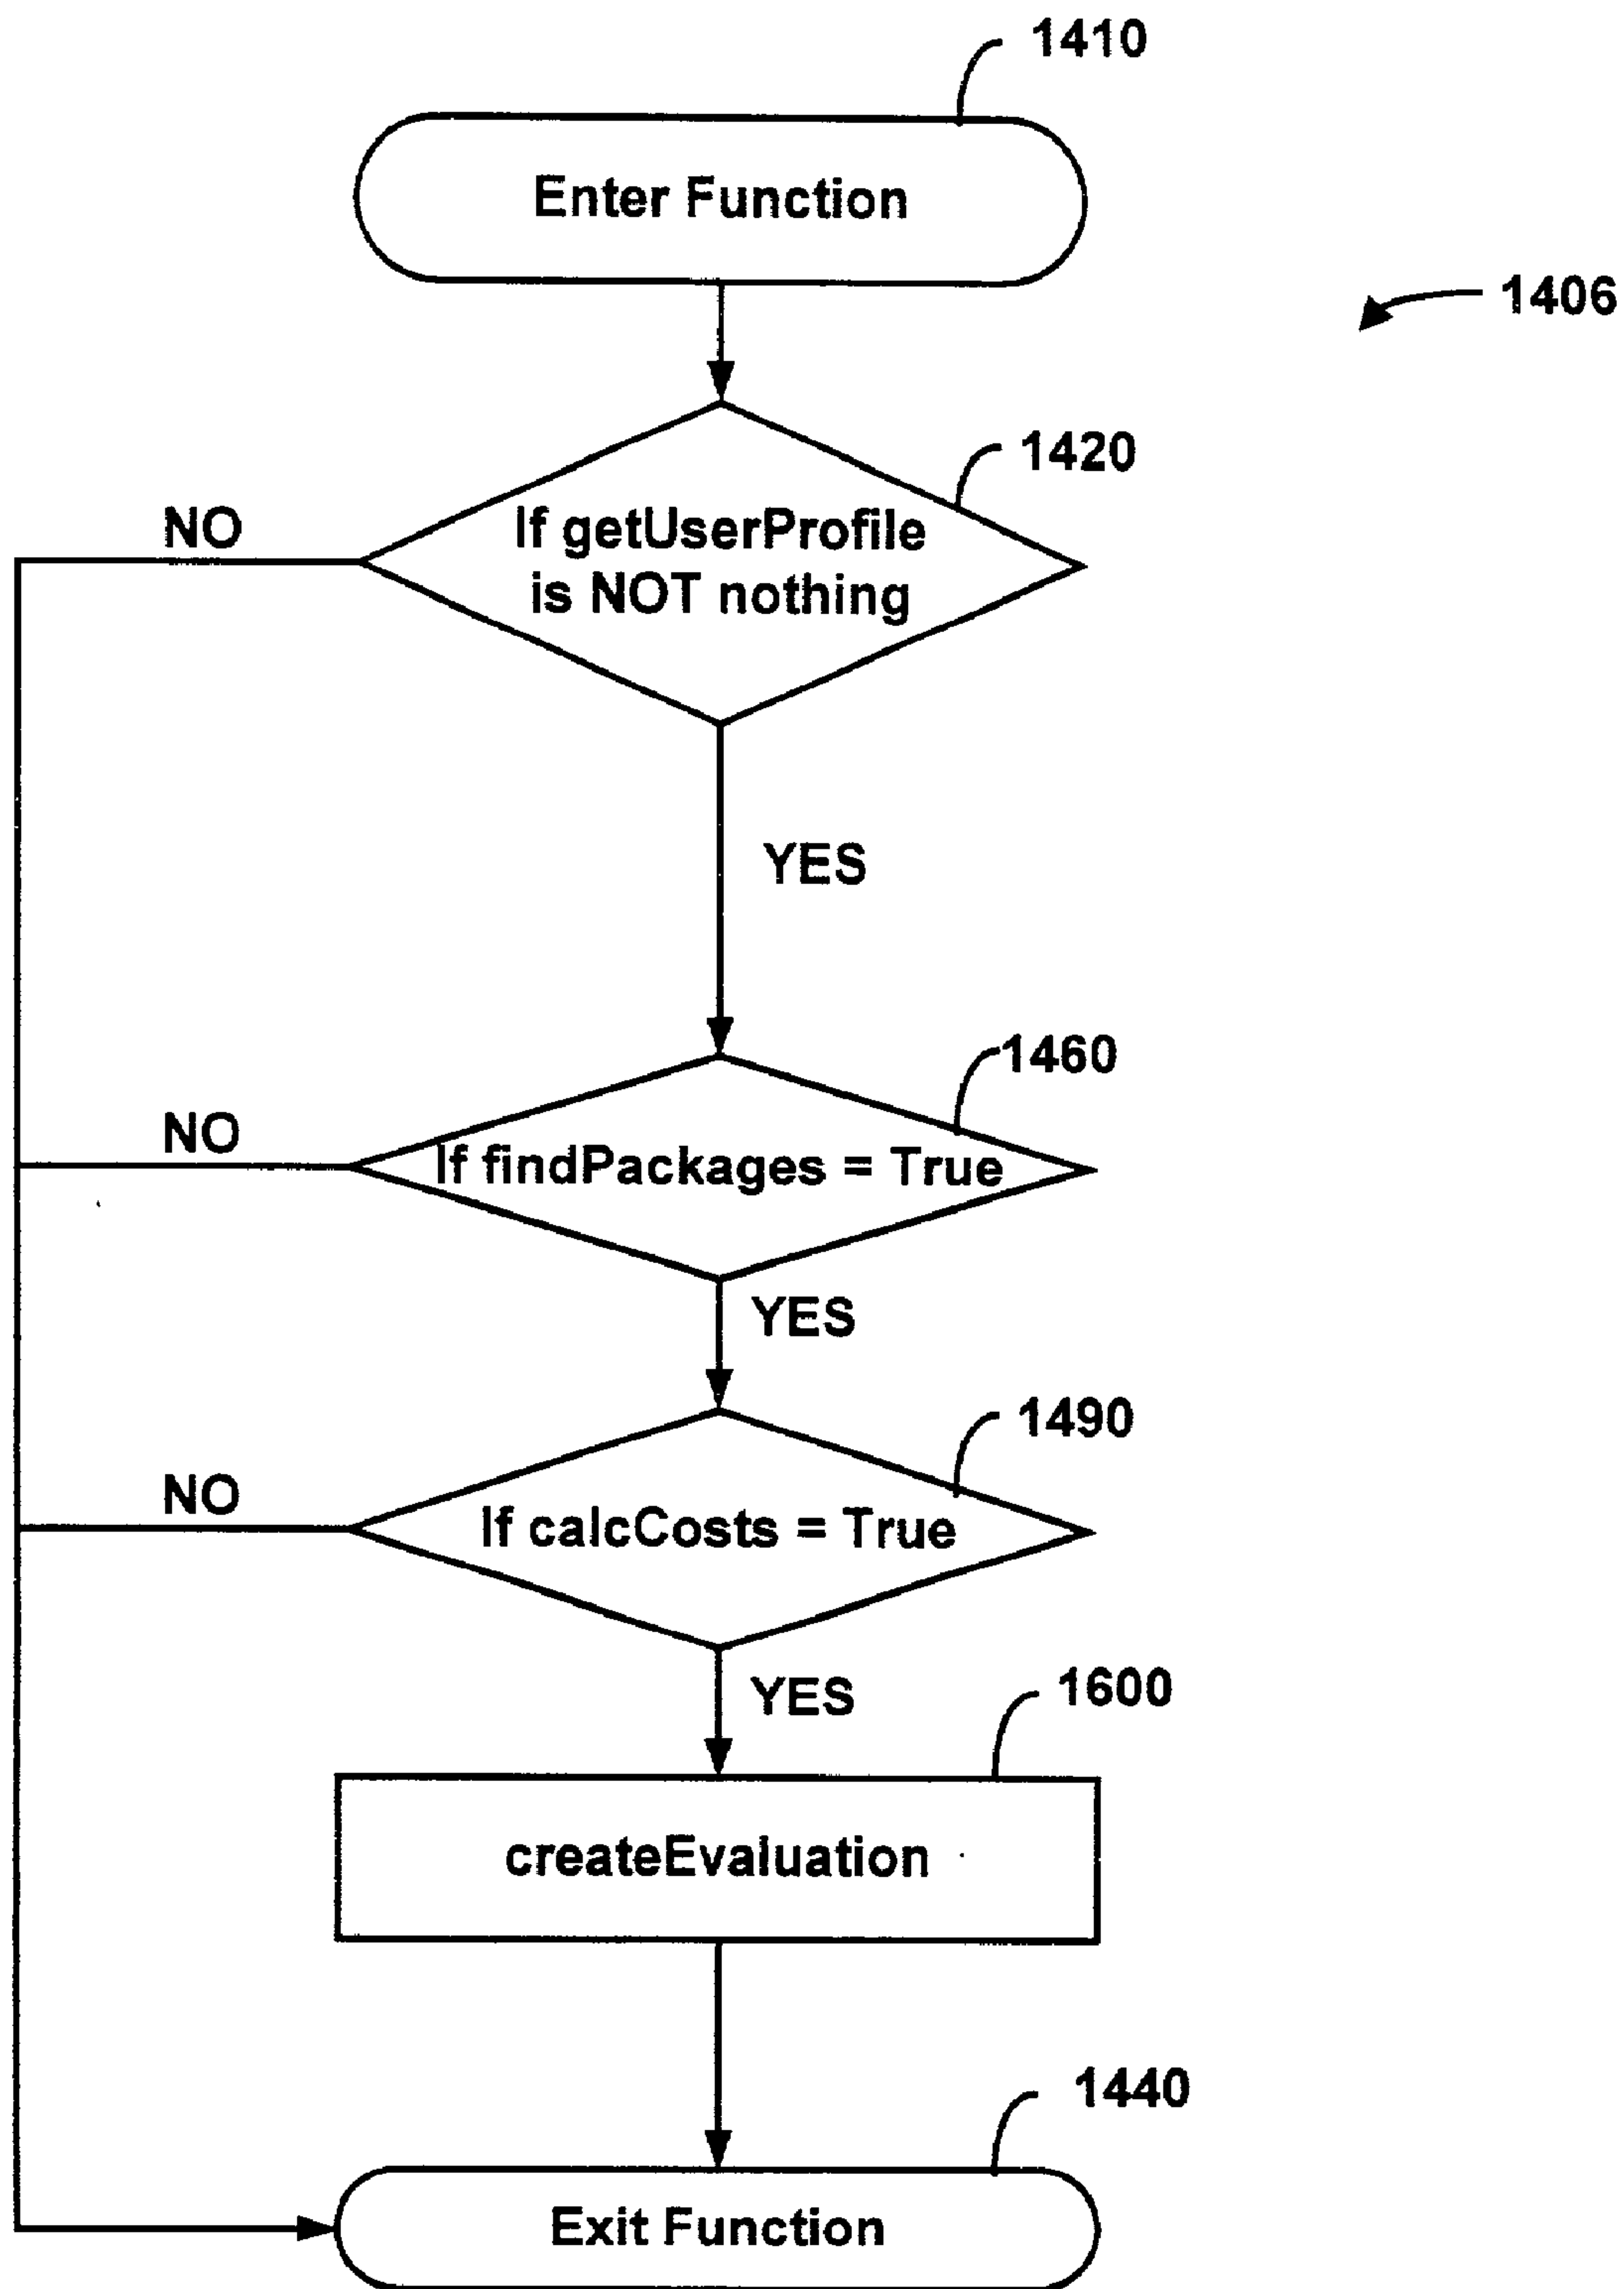 1410
Enter Function
1406
1420
If getUserProfile
is NOT nothing
NO
YES
1460
NO
If findPackages = True
YES
1490
NO
If calcCosts = True
YES
1600
createEvaluation
1440
Exit Function